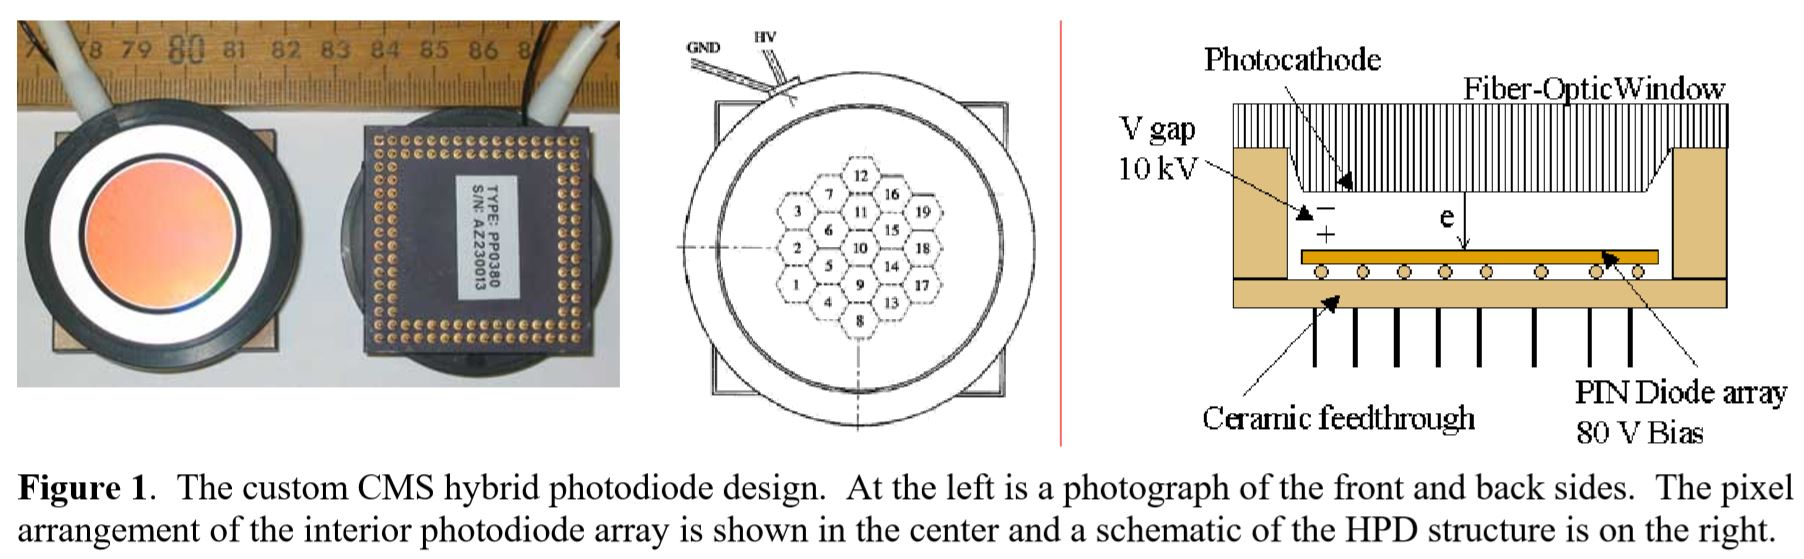 78 79 80 81 82 83 84 85 86
TYPE: PP0380
S/N: AZ230013
GND
HV
12
7
16
3
11
19
6
15
2
10
18
5
14
1
9
17
4
13
8
Photocathode
Fiber-Optic Window
V gap
10 kV
−
+
e
Ceramic feedthrough
PIN Diode array
80 V Bias
Figure 1. The custom CMS hybrid photodiode design. At the left is a photograph of the front and back sides. The pixel
arrangement of the interior photodiode array is shown in the center and a schematic of the HPD structure is on the right.